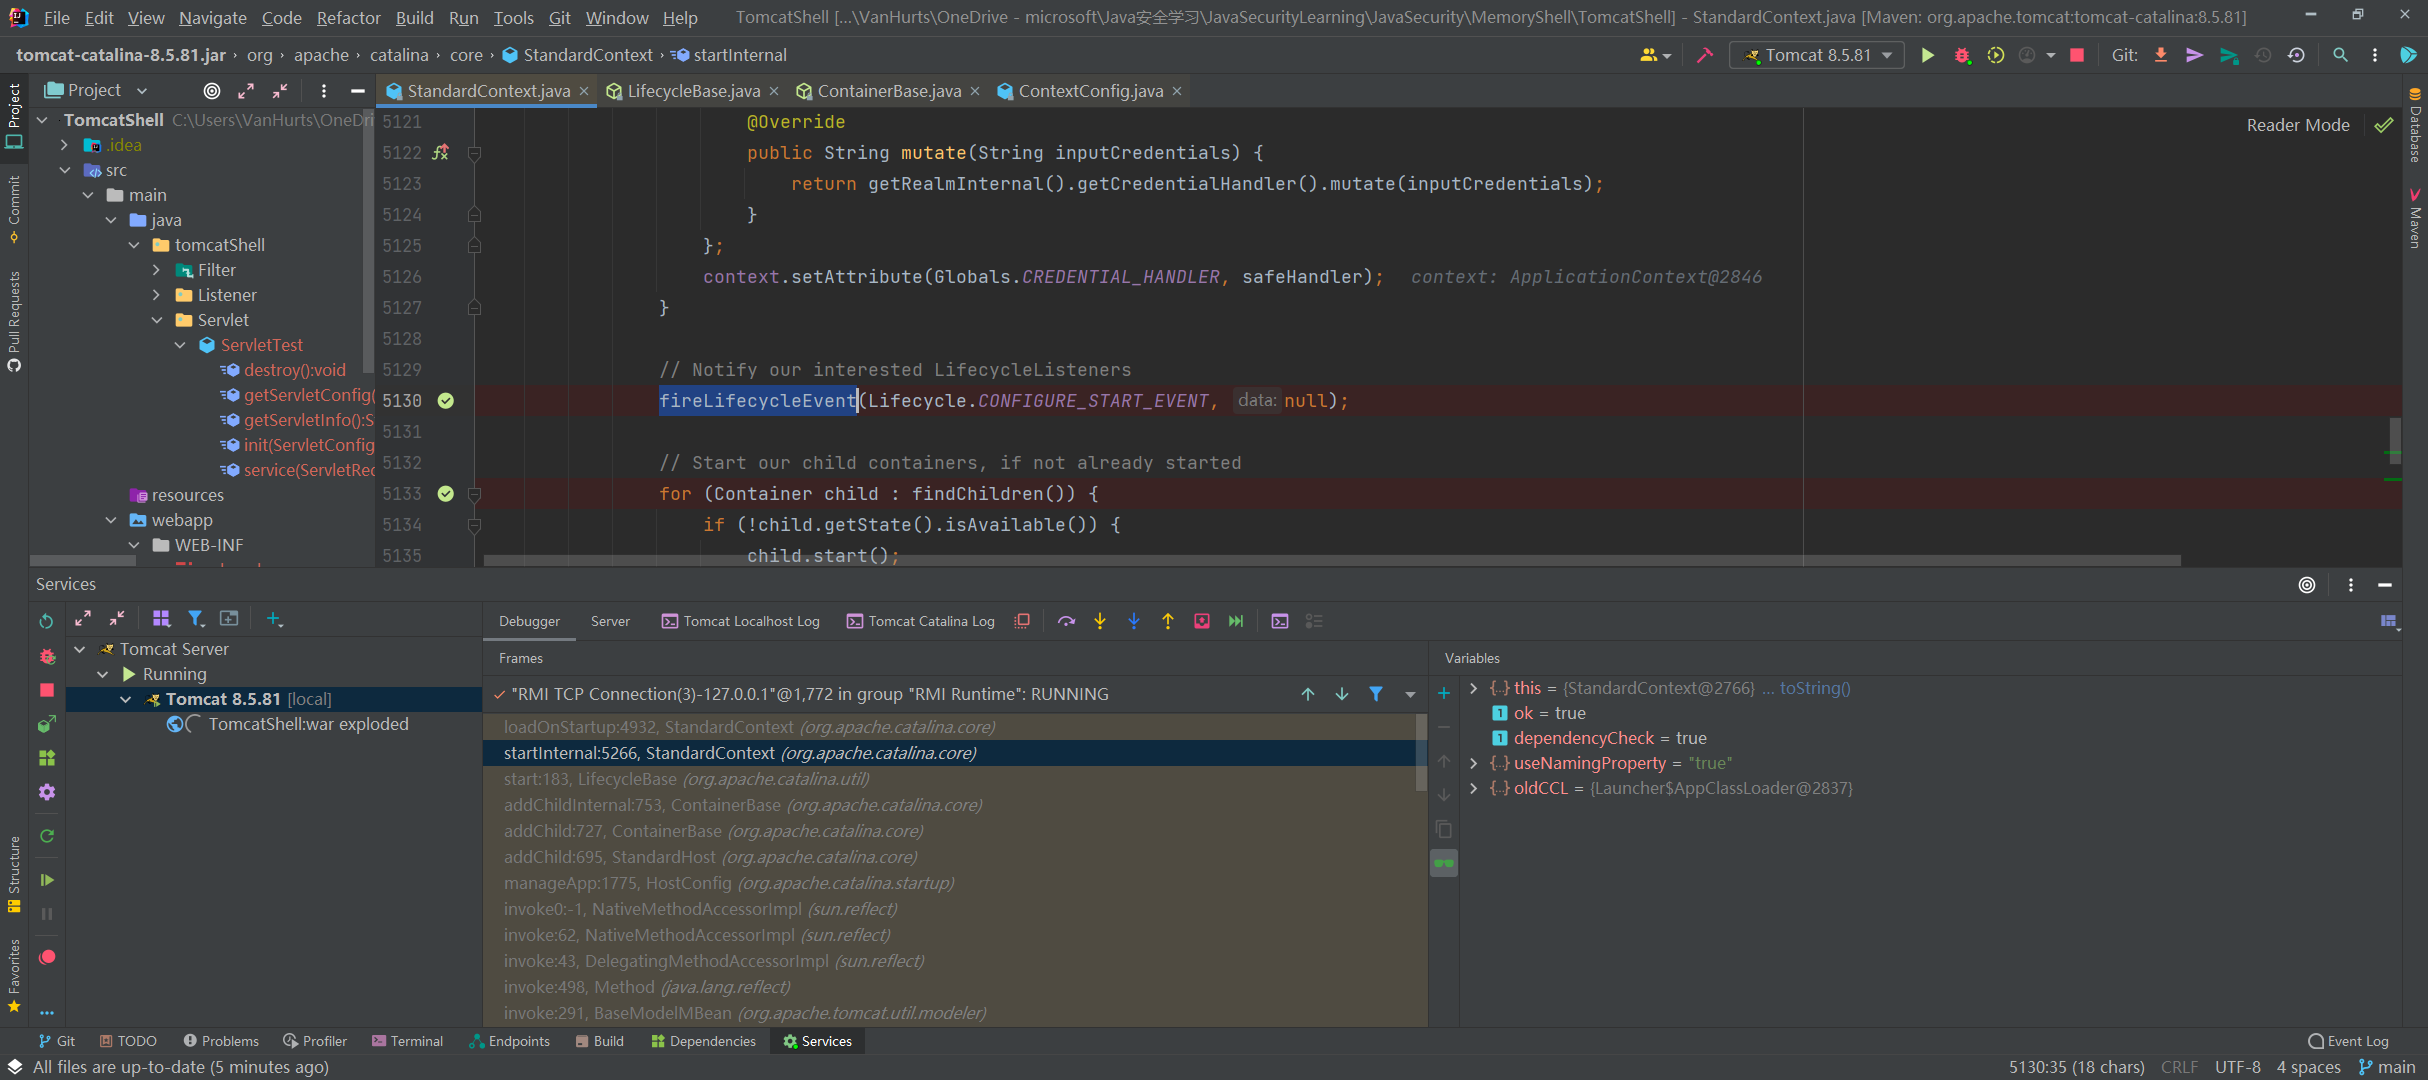 File Edit View Navigate Code Refactor Build Run Tools Git Window Help TomcatShell [...\VanHurts\OneDrive - microsoft\Java安全学习\JavaSecurityLearning\JavaSecurity\MemoryShell\TomcatShell] - StandardContext.java [Maven: org.apache.tomcat:tomcat-catalina:8.5.81]
tomcat-catalina-8.5.81.jar › org › apache › catalina › core › StandardContext › startInternal
Tomcat 8.5.81
Git:
Project
StandardContext.java
LifecycleBase.java
ContainerBase.java
ContextConfig.java
Project
Commit
Pull Requests
Structure
Favorites
Database
Maven
TomcatShell C:\Users\VanHurts\OneDri
.idea
src
main
java
tomcatShell
Filter
Listener
Servlet
ServletTest
destroy():void
getServletConfig(
getServletInfo():S
init(ServletConfig
service(ServletRec
resources
webapp
WEB-INF
Reader Mode
5121 @Override
5122 public String mutate(String inputCredentials) {
5123 return getRealmInternal().getCredentialHandler().mutate(inputCredentials);
5124 }
5125 };
5126 context.setAttribute(Globals.CREDENTIAL_HANDLER, safeHandler); context: ApplicationContext@2846
5127 }
5128
5129 // Notify our interested LifecycleListeners
5130 fireLifecycleEvent(Lifecycle.CONFIGURE_START_EVENT, data: null);
5131
5132 // Start our child containers, if not already started
5133 for (Container child : findChildren()) {
5134 if (!child.getState().isAvailable()) {
5135 child.start();
Services
Tomcat Server
Running
Tomcat 8.5.81 [local]
TomcatShell:war exploded
Debugger
Server
Tomcat Localhost Log
Tomcat Catalina Log
Frames
"RMI TCP Connection(3)-127.0.0.1"@1,772 in group "RMI Runtime": RUNNING
loadOnStartup:4932, StandardContext (org.apache.catalina.core)
startInternal:5266, StandardContext (org.apache.catalina.core)
start:183, LifecycleBase (org.apache.catalina.util)
addChildInternal:753, ContainerBase (org.apache.catalina.core)
addChild:727, ContainerBase (org.apache.catalina.core)
addChild:695, StandardHost (org.apache.catalina.core)
manageApp:1775, HostConfig (org.apache.catalina.startup)
invoke0:-1, NativeMethodAccessorImpl (sun.reflect)
invoke:62, NativeMethodAccessorImpl (sun.reflect)
invoke:43, DelegatingMethodAccessorImpl (sun.reflect)
invoke:498, Method (java.lang.reflect)
invoke:291, BaseModelMBean (org.apache.tomcat.util.modeler)
Variables
this = {StandardContext@2766} ... toString()
ok = true
dependencyCheck = true
useNamingProperty = "true"
oldCCL = {Launcher$AppClassLoader@2837}
Git TODO Problems Profiler Terminal Endpoints Build Dependencies Services Event Log
All files are up-to-date (5 minutes ago) 5130:35 (18 chars) CRLF UTF-8 4 spaces main